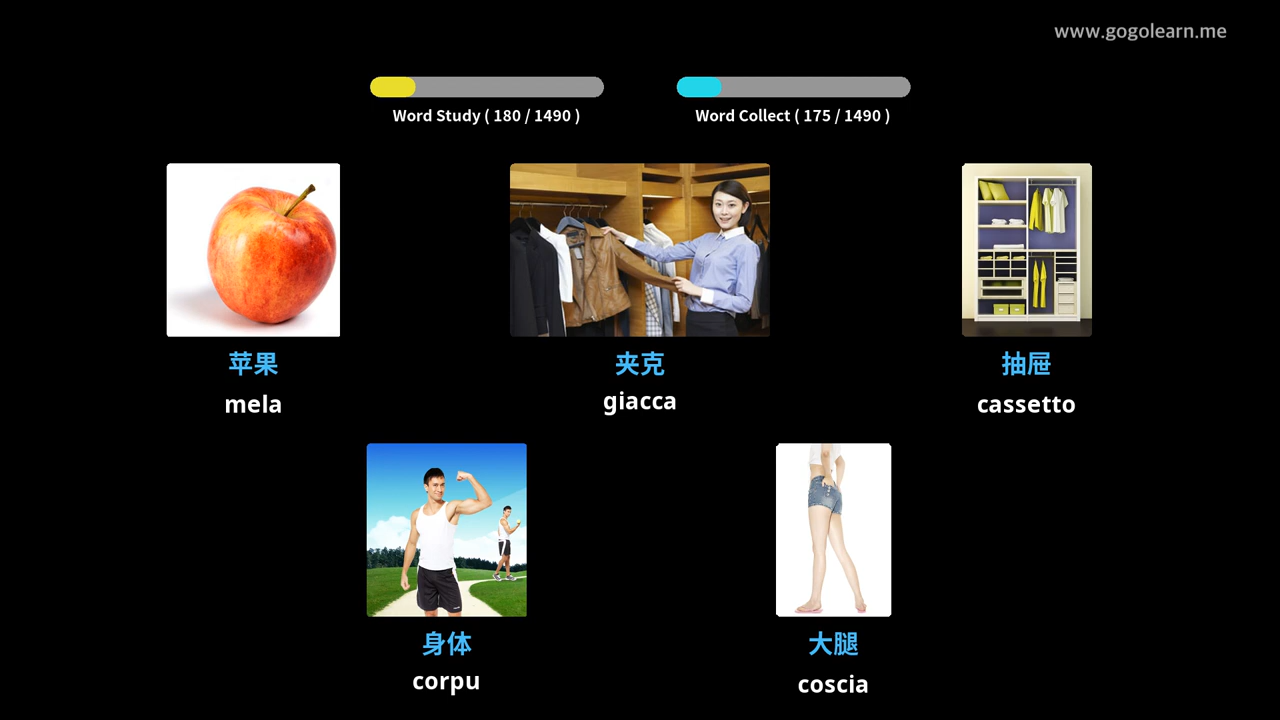 www.gogolearn.me
Word Study ( 180 / 1490 )
Word Collect ( 175 / 1490 )
苹果
mela
夹克
giacca
抽屉
cassetto
身体
corpu
大腿
coscia